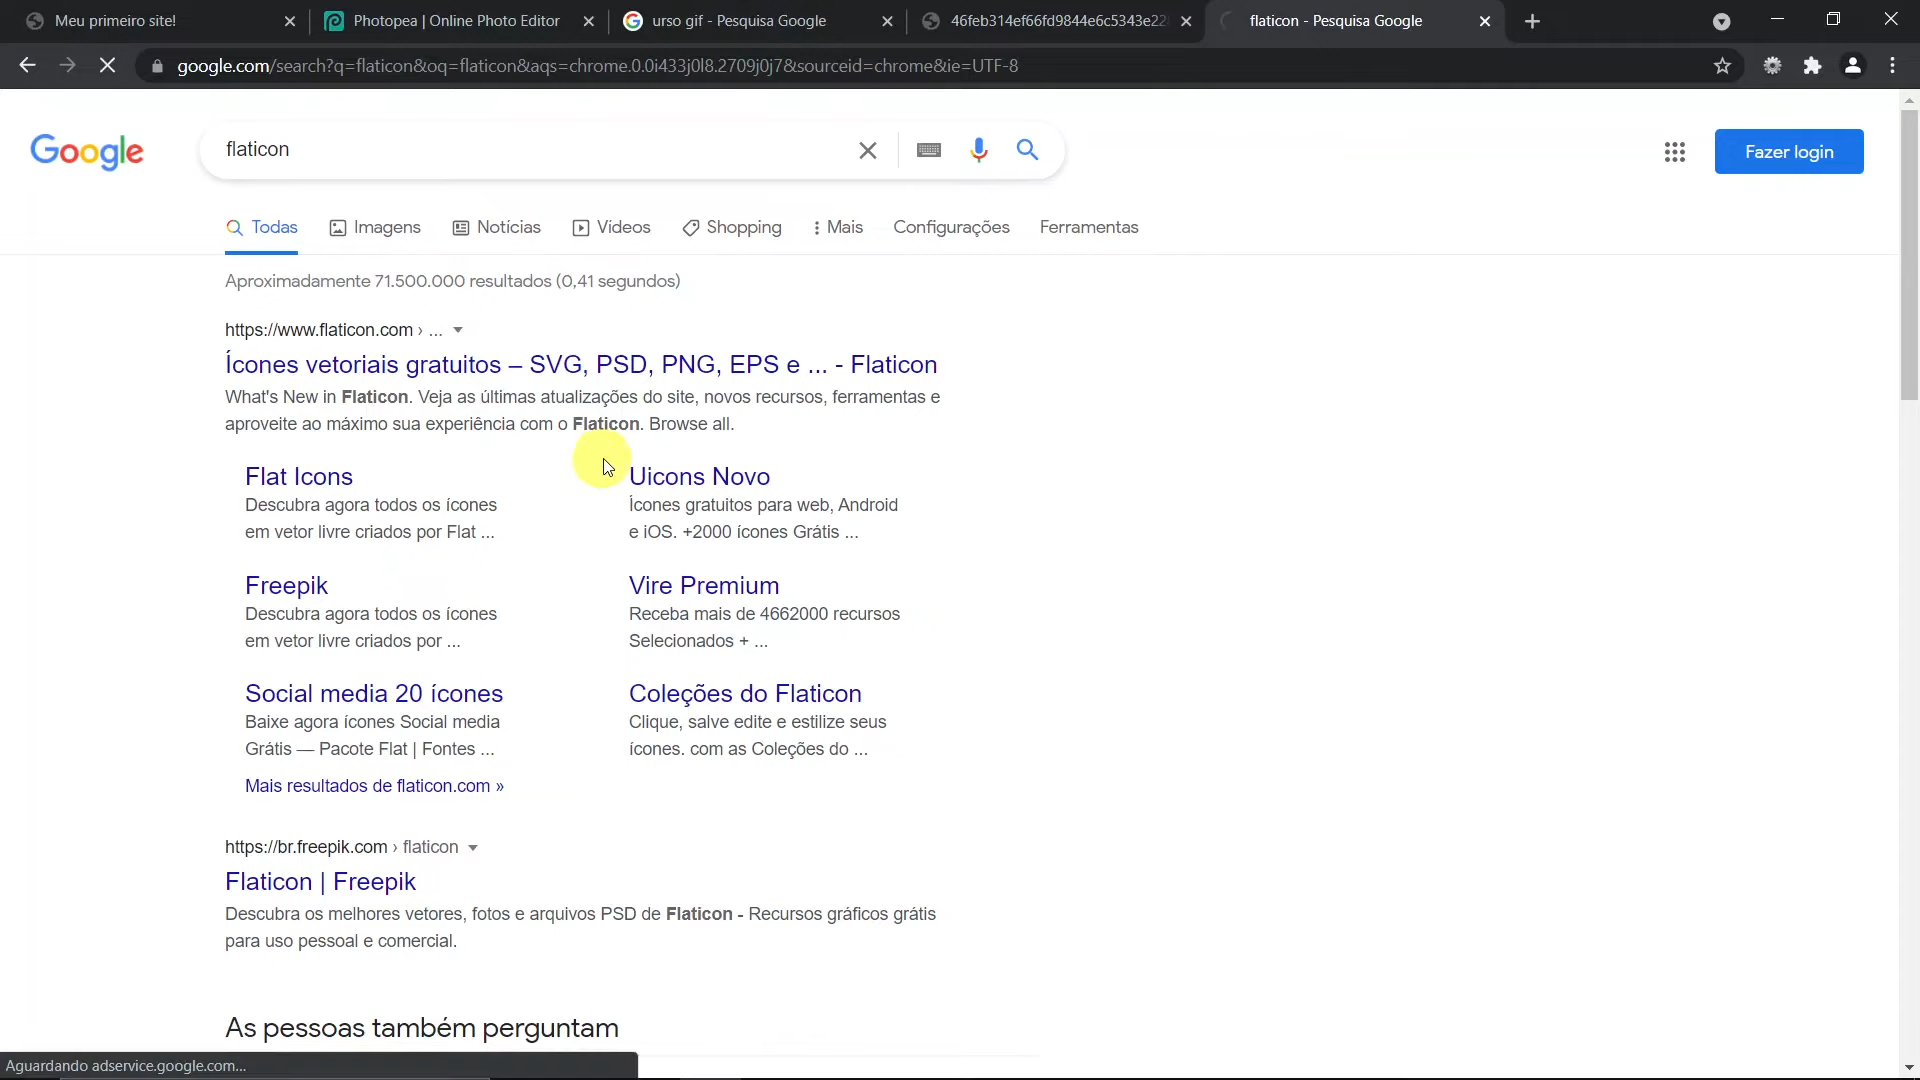 Meu primeiro site!
Photopea | Online Photo Editor
urso gif - Pesquisa Google
46feb314ef66fd9844e6c5343e22
flaticon - Pesquisa Google
google.com/search?q=flaticon&oq=flaticon&aqs=chrome.0.0i433j0l8.2709j0j7&sourceid=chrome&ie=UTF-8
Google
flaticon
Fazer login
Todas
Imagens
Notícias
Vídeos
Shopping
Mais
Configurações
Ferramentas
Aproximadamente 71.500.000 resultados (0,41 segundos)
https://www.flaticon.com › ...
Ícones vetoriais gratuitos – SVG, PSD, PNG, EPS e ... - Flaticon
What's New in Flaticon. Veja as últimas atualizações do site, novos recursos, ferramentas e
aproveite ao máximo sua experiência com o Flaticon. Browse all.
Flat Icons
Descubra agora todos os ícones
em vetor livre criados por Flat ...
Uicons Novo
Ícones gratuitos para web, Android
e iOS. +2000 ícones Grátis ...
Freepik
Descubra agora todos os ícones
em vetor livre criados por ...
Vire Premium
Receba mais de 4662000 recursos
Selecionados + ...
Social media 20 ícones
Baixe agora ícones Social media
Grátis — Pacote Flat | Fontes ...
Coleções do Flaticon
Clique, salve edite e estilize seus
ícones. com as Coleções do ...
Mais resultados de flaticon.com »
https://br.freepik.com › flaticon
Flaticon | Freepik
Descubra os melhores vetores, fotos e arquivos PSD de Flaticon - Recursos gráficos grátis
para uso pessoal e comercial.
As pessoas também perguntam
Aguardando adservice.google.com...